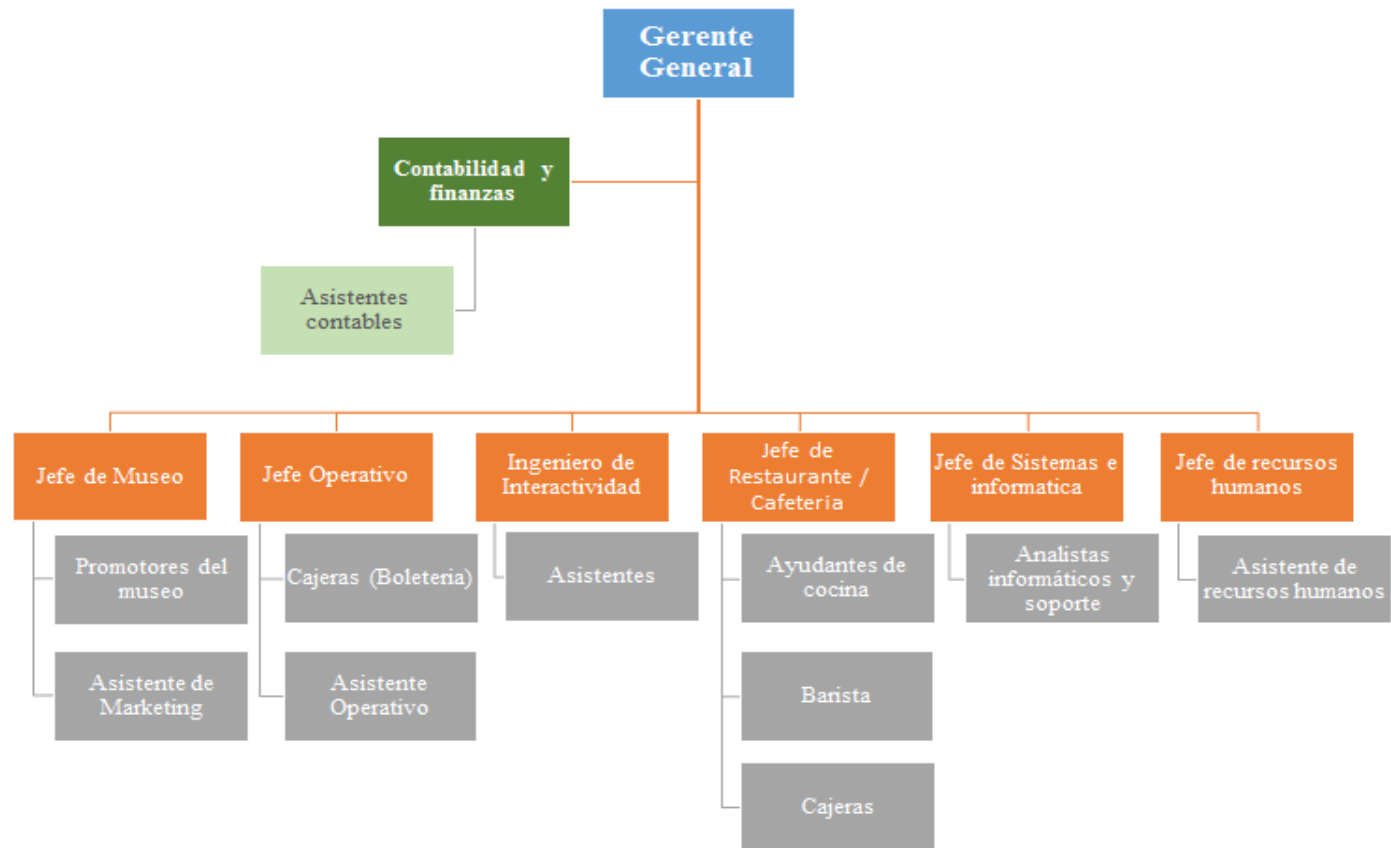 Gerente
General
Contabilidad y
finanzas
Asistentes
contables
Jefe de Museo
Jefe Operativo
Ingeniero de
Interactividad
Jefe de
Restaurante /
Cafeteria
Jefe de Sistemas e
informatica
Jefe de recursos
humanos
Promotores del
museo
Cajeras (Boleteria)
Asistentes
Ayudantes de
cocina
Analistas
informáticos y
soporte
Asistente de
recursos humanos
Asistente de
Marketing
Asistente
Operativo
Barista
Cajeras